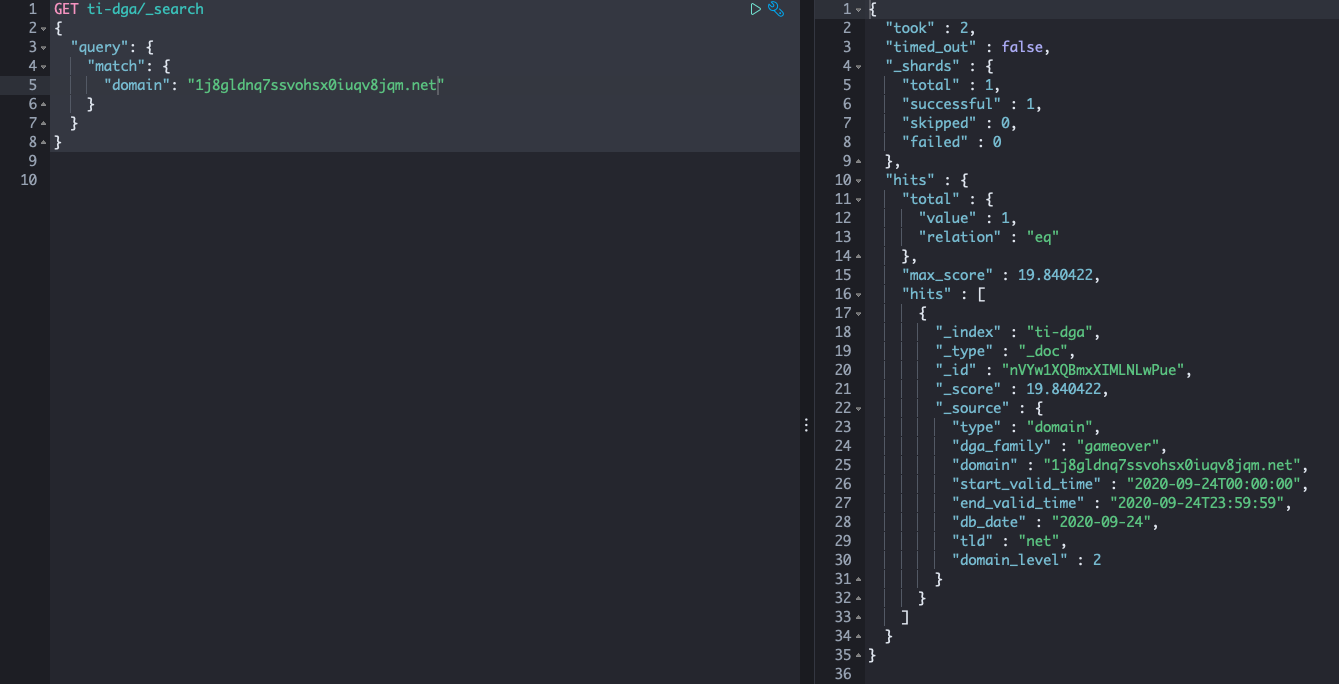 1 GET ti-dga/_search
2 {
3 "query": {
4 "match": {
5 "domain": "1j8gldnq7ssvohsx0iuqv8jqm.net"
6 }
7 }
8 }
9
10
1 {
2 "took" : 2,
3 "timed_out" : false,
4 "_shards" : {
5 "total" : 1,
6 "successful" : 1,
7 "skipped" : 0,
8 "failed" : 0
9 },
10 "hits" : {
11 "total" : {
12 "value" : 1,
13 "relation" : "eq"
14 },
15 "max_score" : 19.840422,
16 "hits" : [
17 {
18 "_index" : "ti-dga",
19 "_type" : "_doc",
20 "_id" : "nVYw1XQBmxXIMLNLwPue",
21 "_score" : 19.840422,
22 "_source" : {
23 "type" : "domain",
24 "dga_family" : "gameover",
25 "domain" : "1j8gldnq7ssvohsx0iuqv8jqm.net",
26 "start_valid_time" : "2020-09-24T00:00:00",
27 "end_valid_time" : "2020-09-24T23:59:59",
28 "db_date" : "2020-09-24",
29 "tld" : "net",
30 "domain_level" : 2
31 }
32 }
33 ]
34 }
35 }
36